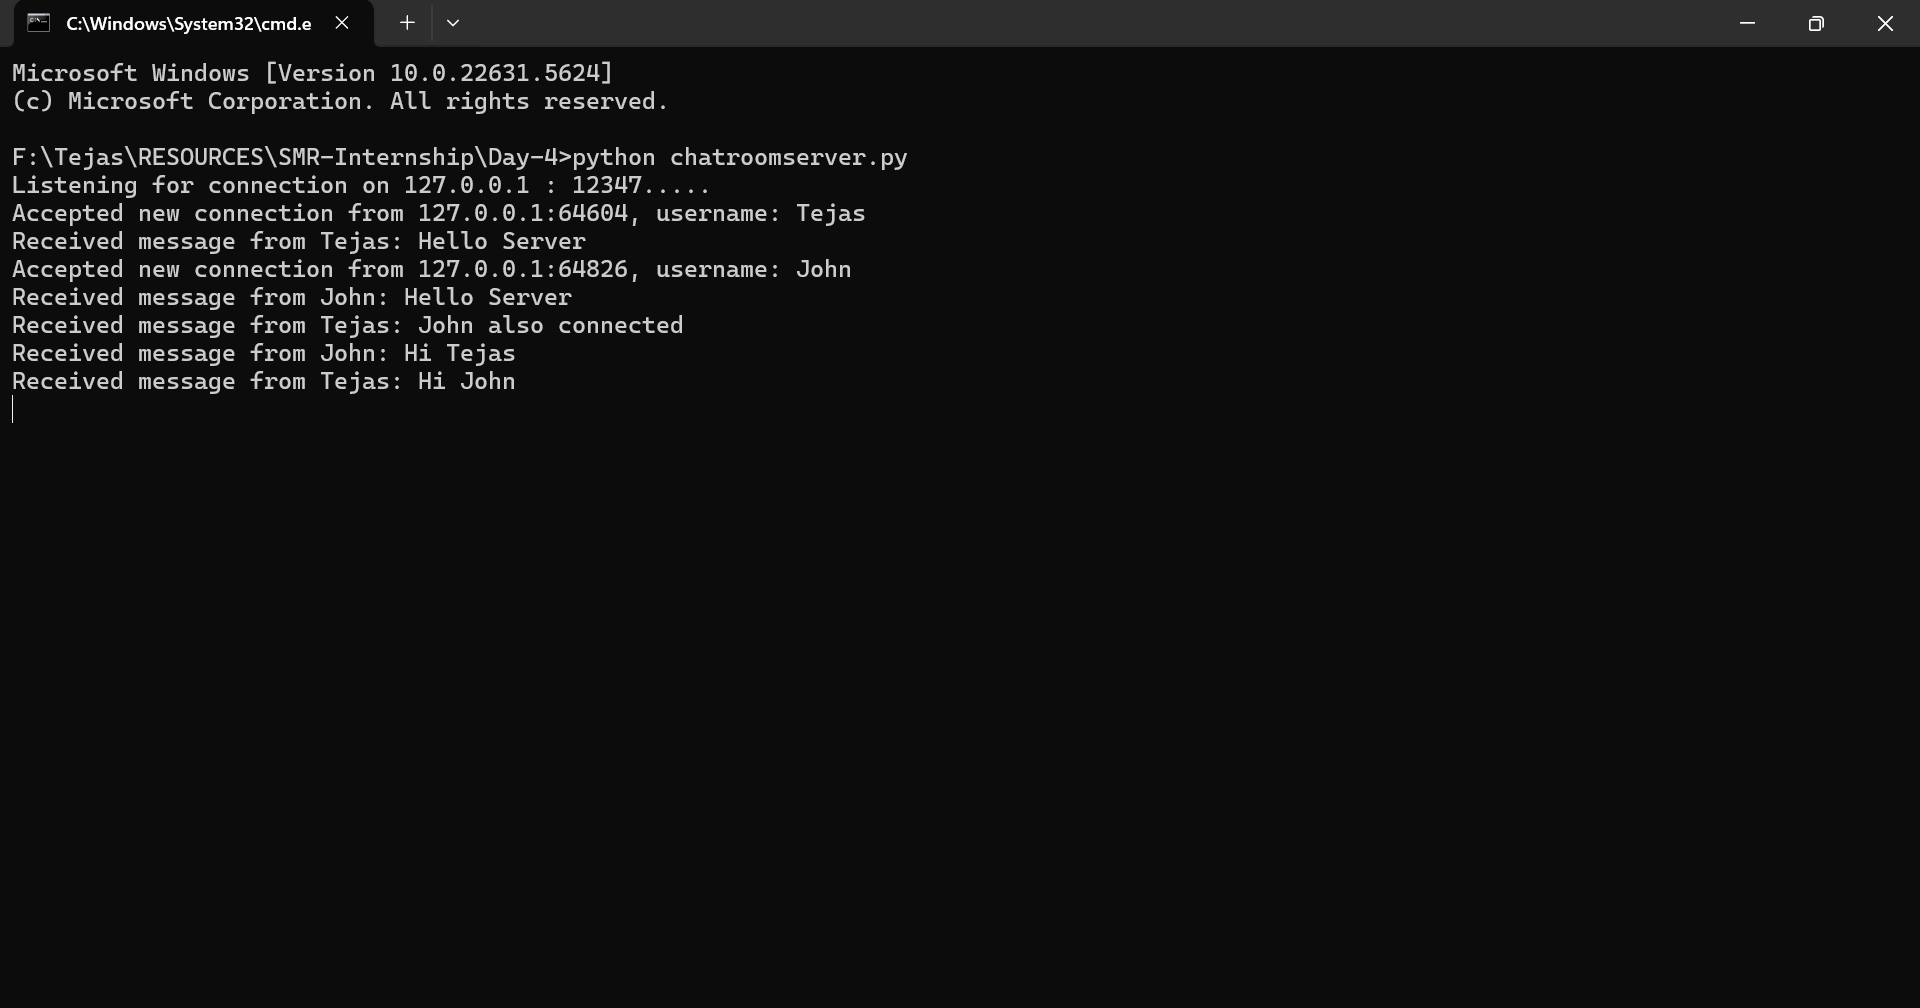 C:\Windows\System32\cmd.e
Microsoft Windows [Version 10.0.22631.5624]
(c) Microsoft Corporation. All rights reserved.
F:\Tejas\RESOURCES\SMR-Internship\Day-4>python chatroomserver.py
Listening for connection on 127.0.0.1 : 12347.....
Accepted new connection from 127.0.0.1:64604, username: Tejas
Received message from Tejas: Hello Server
Accepted new connection from 127.0.0.1:64826, username: John
Received message from John: Hello Server
Received message from Tejas: John also connected
Received message from John: Hi Tejas
Received message from Tejas: Hi John